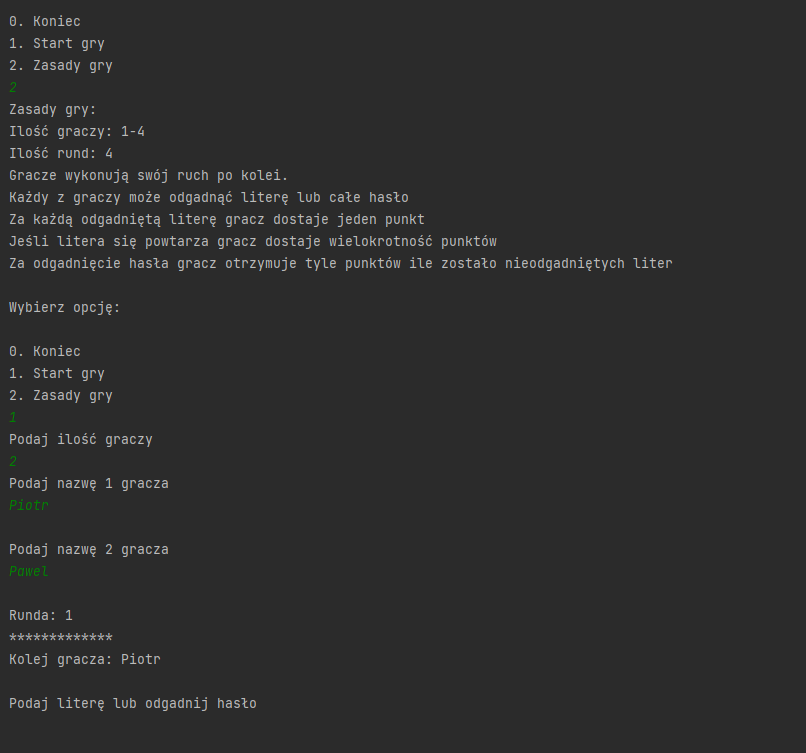 0. Koniec
1. Start gry
2. Zasady gry
2
Zasady gry:
Ilość graczy: 1-4
Ilość rund: 4
Gracze wykonują swój ruch po kolei.
Każdy z graczy może odgadnąć literę lub całe hasło
Za każdą odgadniętą literę gracz dostaje jeden punkt
Jeśli litera się powtarza gracz dostaje wielokrotność punktów
Za odgadnięcie hasła gracz otrzymuje tyle punktów ile zostało nieodgadniętych liter
Wybierz opcję:
0. Koniec
1. Start gry
2. Zasady gry
1
Podaj ilość graczy
2
Podaj nazwę 1 gracza
Piotr
Podaj nazwę 2 gracza
Paweł
Runda: 1
*************
Kolej gracza: Piotr
Podaj literę lub odgadnij hasło